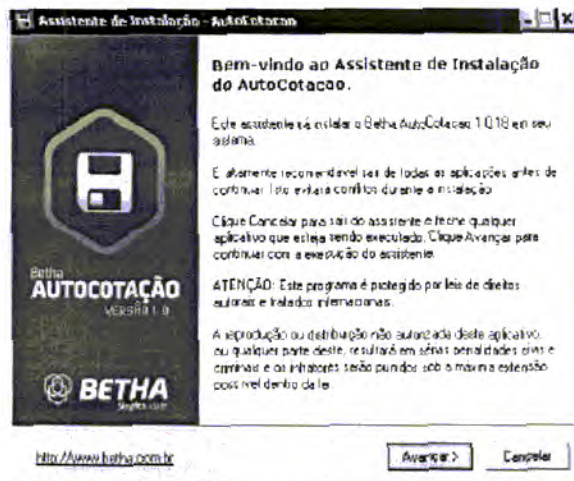 Assistente de Instalação - AutoCotacao
Bem-vindo ao Assistente de Instalação
do AutoCotacao.
Este assistente irá instalar o Betha AutoCotacao 1.0.18 em seu
sistema.
É altamente recomendável sair de todas as aplicações antes de
continuar. Isto evitará conflitos durante a instalação.
Clique Cancelar para sair do assistente e feche qualquer
aplicativo que esteja sendo executado. Clique Avançar para
continuar com a execução do assistente.
ATENÇÃO: Este programa é protegido por leis de direitos
autorais e tratados internacionais.
A reprodução ou distribuição não autorizada deste aplicativo,
ou qualquer parte deste, resultará em sérias penalidades civis e
criminais e os infratores serão punidos sob a máxima extensão
possível dentro da lei.
Betha
AUTOCOTAÇÃO
VERSÃO 1.0
BETHA
http://www.betha.com.br
Avançar >
Cancelar